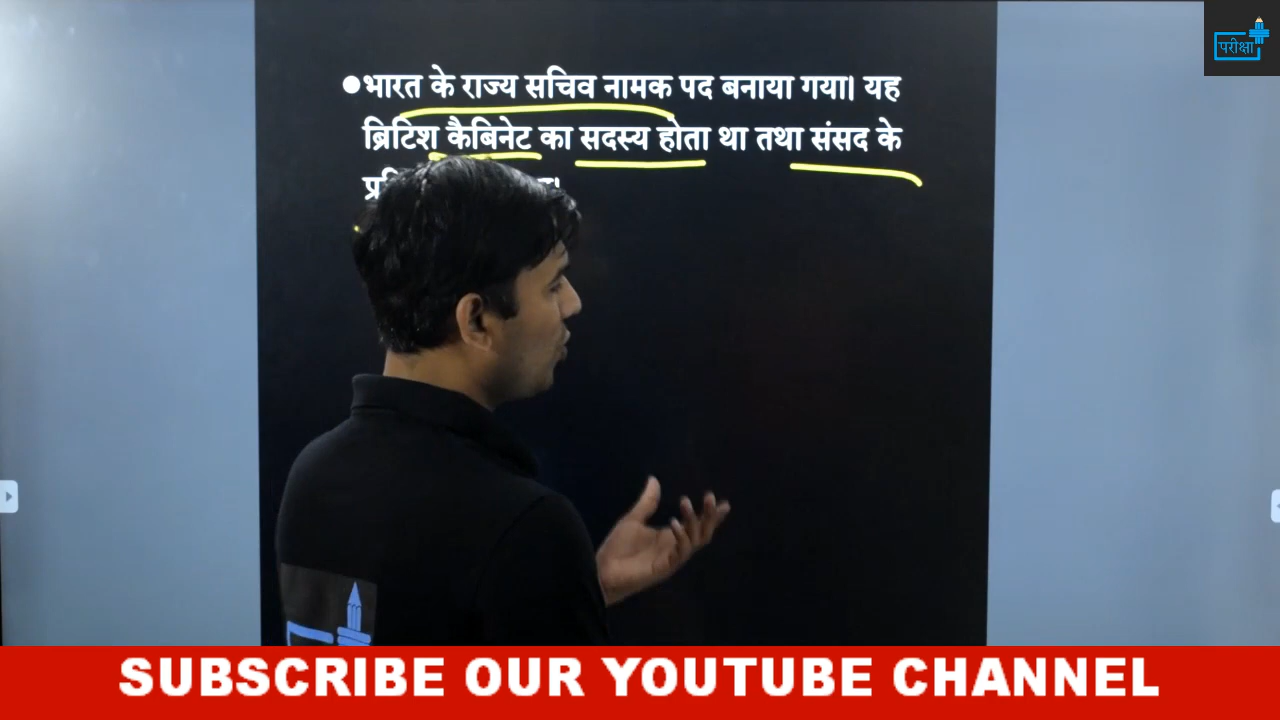 परीक्षा
●भारत के राज्य सचिव नामक पद बनाया गया। यह
ब्रिटिश कैबिनेट का सदस्य होता था तथा संसद के
SUBSCRIBE OUR YOUTUBE CHANNEL